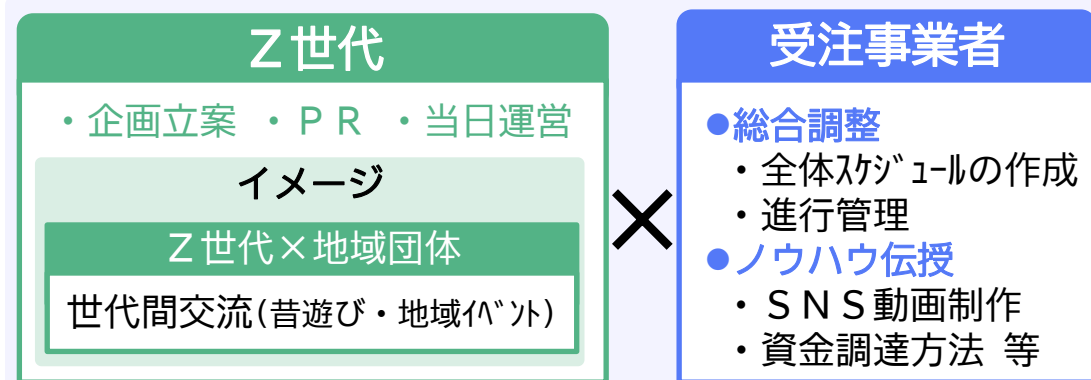 Ｚ世代
・企画立案 ・ＰＲ ・当日運営
イメージ
Ｚ世代×地域団体
世代間交流(昔遊び・地域ｲﾍﾞﾝﾄ)
×
受注事業者
●総合調整
・全体ｽｹｼﾞｭｰﾙの作成
・進行管理
●ノウハウ伝授
・ＳＮＳ動画制作
・資金調達方法 等